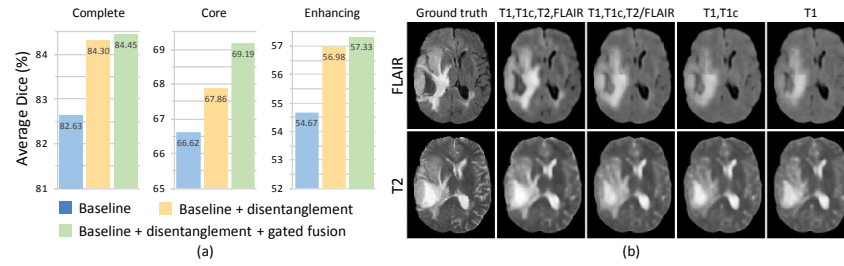 Complete
Core
Enhancing
Average Dice (%)
84
83
82
81
82.63
84.30
84.45
69
68
67
66
65
66.62
67.86
69.19
57
56
55
54
53
52
54.67
56.98
57.33
Baseline
Baseline + disentanglement
Baseline + disentanglement + gated fusion
(a)
Ground truth
T1,T1c,T2,FLAIR
T1,T1c,T2/FLAIR
T1,T1c
T1
FLAIR
T2
(b)